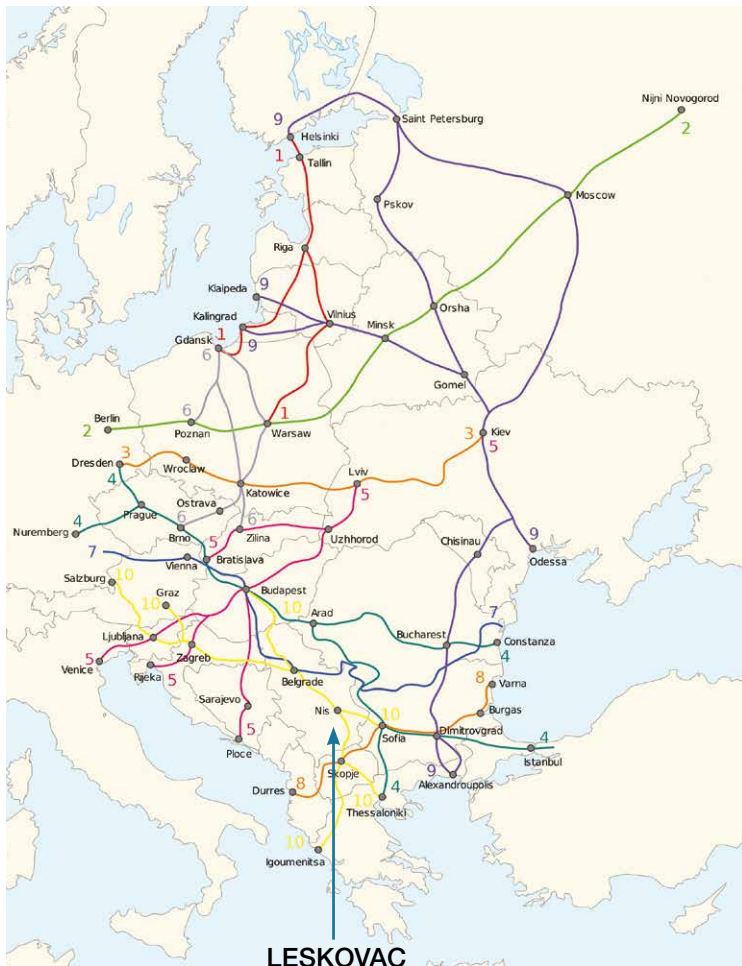 Nijni Novogorod
2
9
Saint Petersburg
Helsinki
1
Tallin
Moscow
Pskov
Riga
Klaipeda
9
Orsha
Kalingrad
Vilnius
Minsk
1
Gdansk
6
9
Gomel
Berlin
2
6
Poznan
1
Warsaw
3
Kiev
5
Dresden
3
4
Wroclaw
Lviv
5
Katowice
Ostrava
Prague
4
Nuremberg
6
Brno
6
Zilina
Uzhhorod
Chisinau
9
Odessa
7
Vienna
5
Bratislava
Salzburg
10
Graz
10
Budapest
10
Arad
7
Bucharest
Constanza
4
Ljubljana
Zagreb
Venice
5
Rijeka
5
Belgrade
8
Varna
Burgas
Sarajevo
Nis
10
Sofia
Dimitrovgrad
5
Ploce
4
Istanbul
Skopje
9
Alexandroupolis
Durres
8
10
4
Thessaloniki
10
Igoumenitsa
LESKOVAC